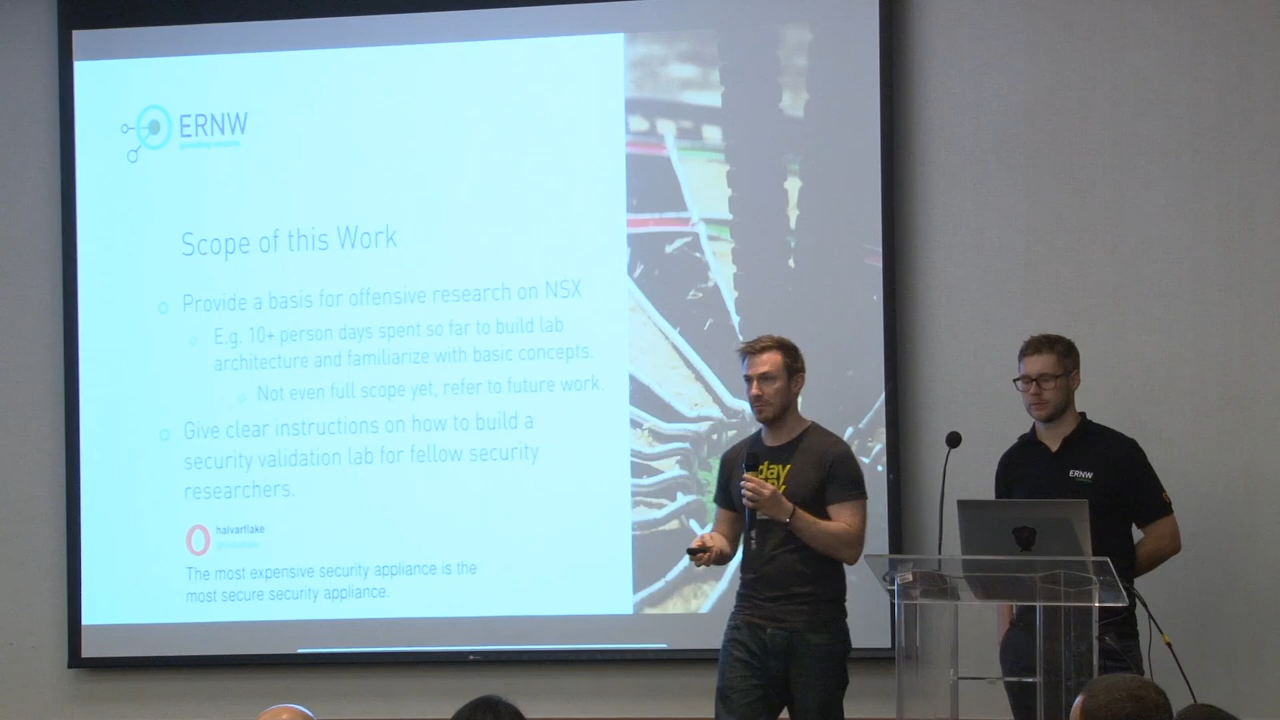 ERNW
Scope of this Work
Provide a basis for offensive research on NSX
E.g. 10+ person days spent so far to build lab
architecture and familiarize with basic concepts.
Not even full scope yet, refer to future work.
Give clear instructions on how to build a
security validation lab for fellow security
researchers.
halvarflake
The most expensive security appliance is the
most secure security appliance.
day
ERNW